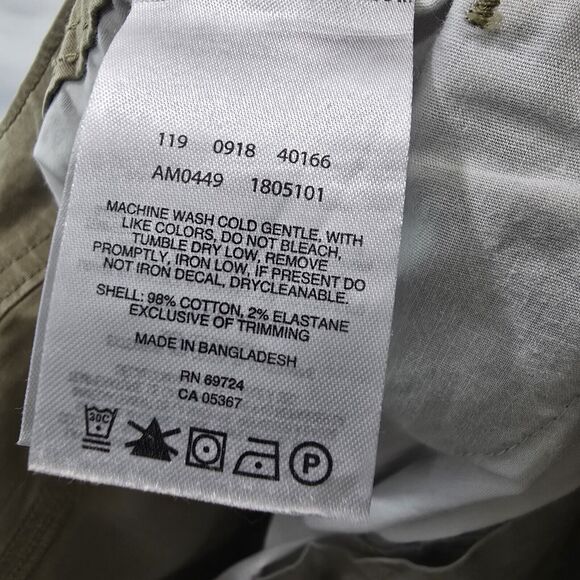 119 0918 40166
AM0449 1805101
MACHINE WASH COLD GENTLE, WITH
LIKE COLORS, DO NOT BLEACH,
TUMBLE DRY LOW, REMOVE
PROMPTLY, IRON LOW, IF PRESENT DO
NOT IRON DECAL, DRYCLEANABLE.
SHELL: 98% COTTON, 2% ELASTANE
EXCLUSIVE OF TRIMMING
MADE IN BANGLADESH
RN 69724
CA 05367
30C P